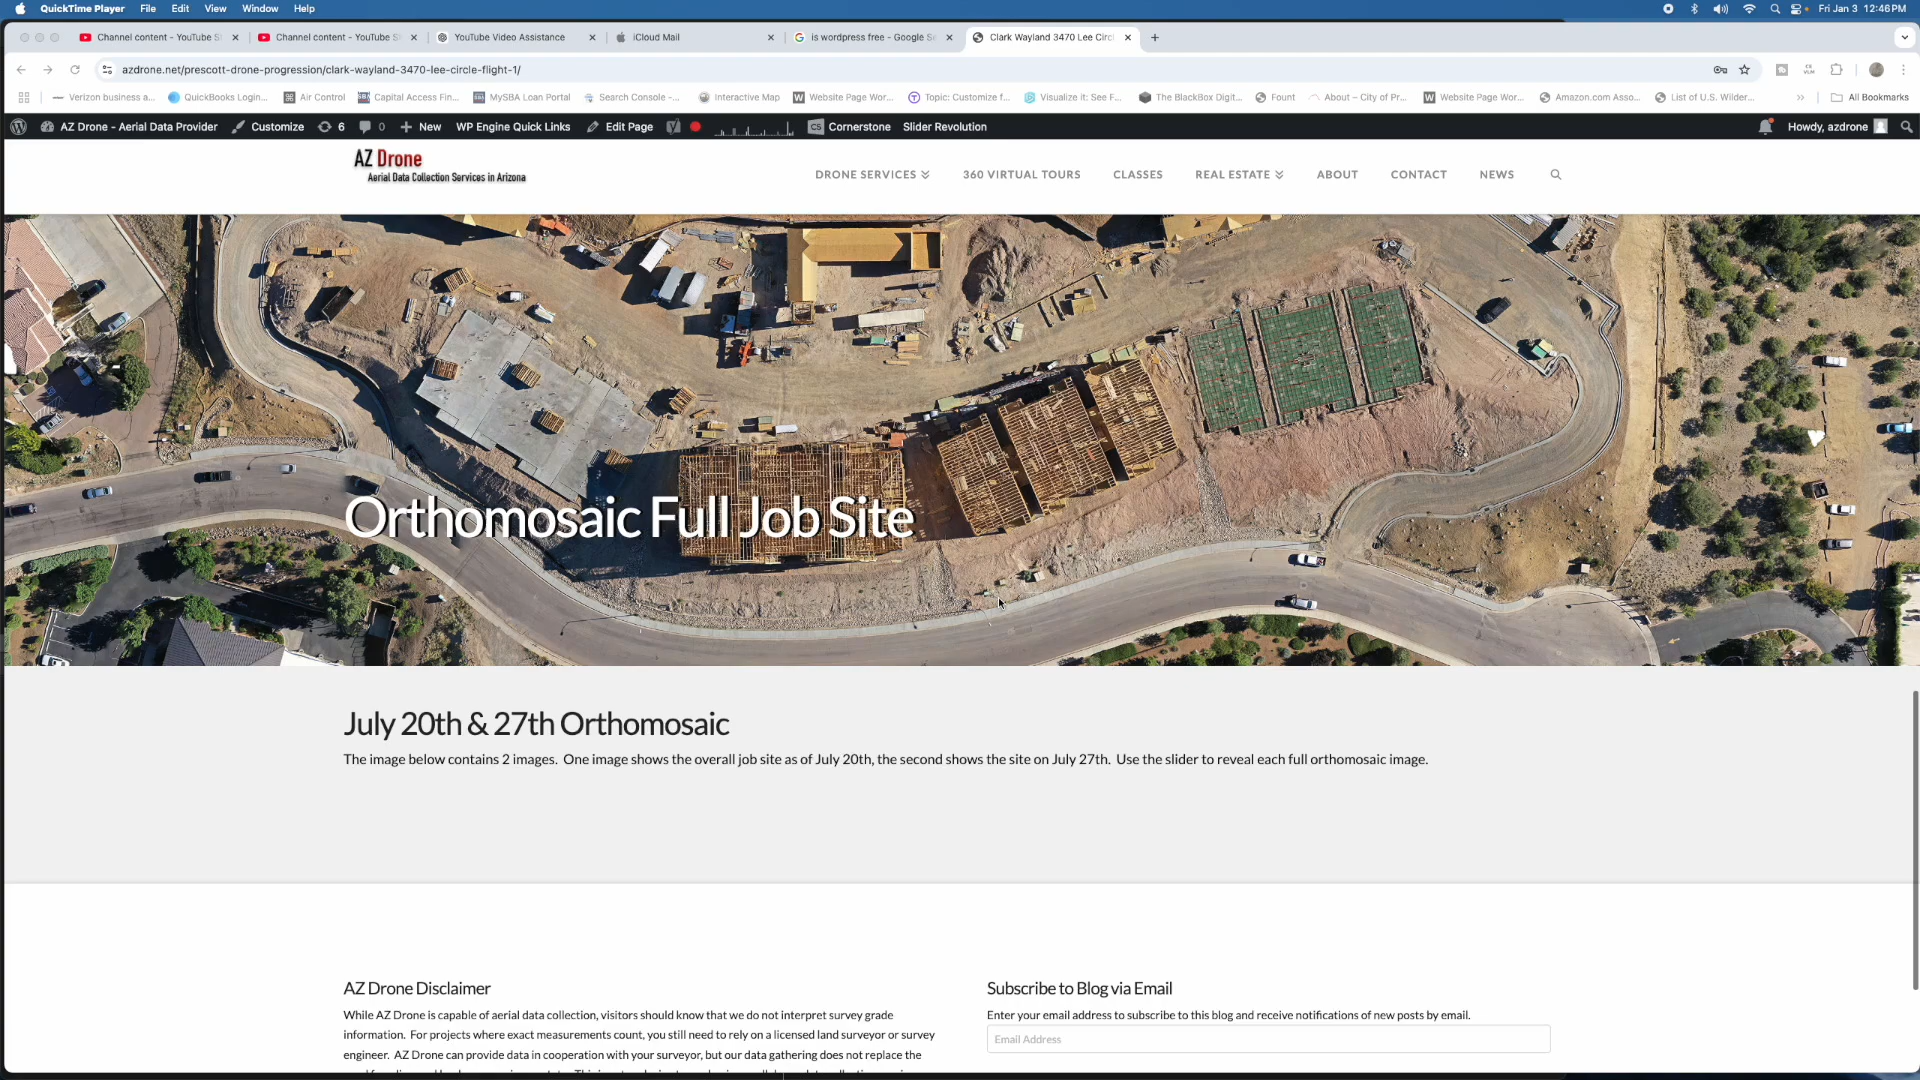 QuickTime Player File Edit View Window Help
Fri Jan 3 12:46 PM
Channel content - YouTube S
Channel content - YouTube S
YouTube Video Assistance
iCloud Mail
is wordpress free - Google Se
Clark Wayland 3470 Lee Circl
azdrone.net/prescott-drone-progression/clark-wayland-3470-lee-circle-flight-1/
Verizon business a...
QuickBooks Login...
Air Control
Capital Access Fin...
MySBA Loan Portal
Search Console -...
Interactive Map
Website Page Wor...
Topic: Customize f...
Visualize it: See F...
The BlackBox Digit...
Fount
About – City of Pr...
Website Page Wor...
Amazon.com Asso...
List of U.S. Wilder...
All Bookmarks
AZ Drone - Aerial Data Provider Customize 6 0 New WP Engine Quick Links Edit Page CS Cornerstone Slider Revolution
Howdy, azdrone
AZ Drone
Aerial Data Collection Services in Arizona
DRONE SERVICES 360 VIRTUAL TOURS CLASSES REAL ESTATE ABOUT CONTACT NEWS
Orthomosaic Full Job Site
July 20th & 27th Orthomosaic
The image below contains 2 images. One image shows the overall job site as of July 20th, the second shows the site on July 27th. Use the slider to reveal each full orthomosaic image.
AZ Drone Disclaimer
While AZ Drone is capable of aerial data collection, visitors should know that we do not interpret survey grade
information. For projects where exact measurements count, you still need to rely on a licensed land surveyor or survey
engineer. AZ Drone can provide data in cooperation with your surveyor, but our data gathering does not replace the
Subscribe to Blog via Email
Enter your email address to subscribe to this blog and receive notifications of new posts by email.
Email Address